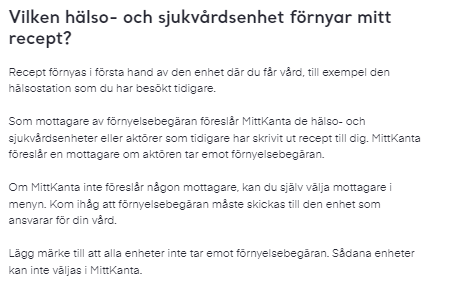 Vilken hälso- och sjukvårdsenhet förnyar mitt
recept?
Recept förnyas i första hand av den enhet där du får vård, till exempel den
hälsostation som du har besökt tidigare.
Som mottagare av förnyelsebegäran föreslår MittKanta de hälso- och
sjukvårdsenheter eller aktörer som tidigare har skrivit ut recept till dig. MittKanta
föreslår en mottagare om aktören tar emot förnyelsebegäran.
Om MittKanta inte föreslår någon mottagare, kan du själv välja mottagare i
menyn. Kom ihåg att förnyelsebegäran måste skickas till den enhet som
ansvarar för din vård.
Lägg märke till att alla enheter inte tar emot förnyelsebegäran. Sådana enheter
kan inte väljas i MittKanta.